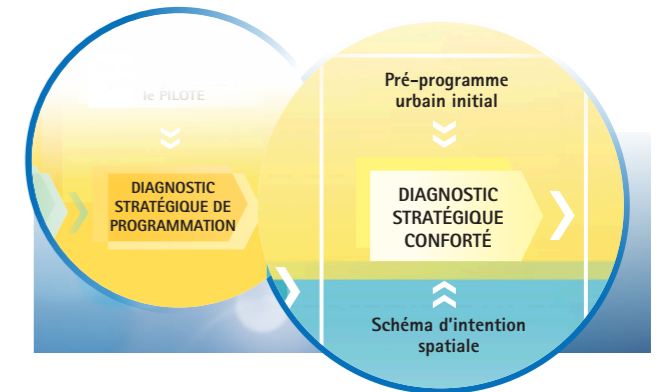 le PILOTE
DIAGNOSTIC
STRATÉGIQUE DE
PROGRAMMATION
Pré-programme
urbain initial
DIAGNOSTIC
STRATÉGIQUE
CONFORTÉ
Schéma d'intention
spatiale